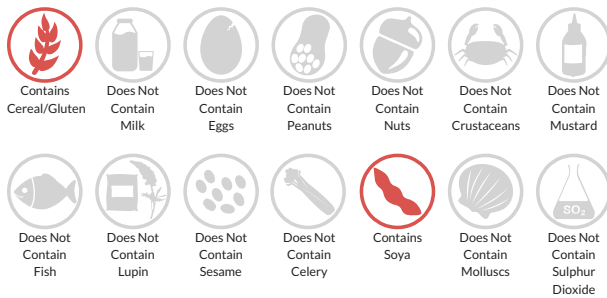 Contains
Cereal/Gluten
Does Not
Contain
Milk
Does Not
Contain
Eggs
Does Not
Contain
Peanuts
Does Not
Contain
Nuts
Does Not
Contain
Crustaceans
Does Not
Contain
Mustard
SO₂
Does Not
Contain
Fish
Does Not
Contain
Lupin
Does Not
Contain
Sesame
Does Not
Contain
Celery
Contains
Soya
Does Not
Contain
Molluscs
Does Not
Contain
Sulphur
Dioxide